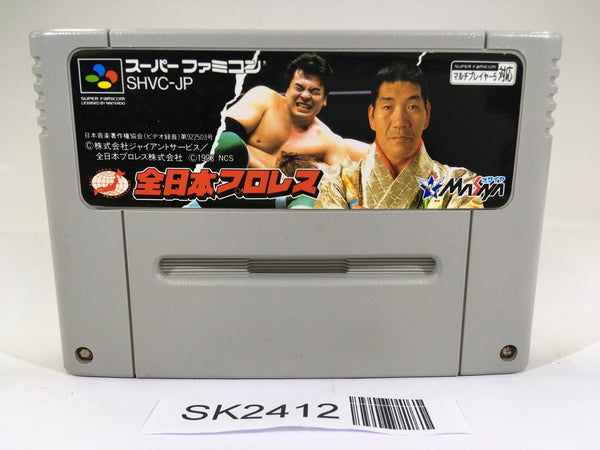 スーパーファミコン
SHVC-JP
SUPER FAMICOM
LICENSED BY NINTENDO
SUPER FAMICOM
マルチプレイヤー5 対応
日本音楽著作権協会(ビデオ録音)第922503号
©株式会社ジャイアントサービス/
全日本プロレス株式会社 ©1993 NCS
全日本プロレス
メサイヤ
MASAYA
SK2412